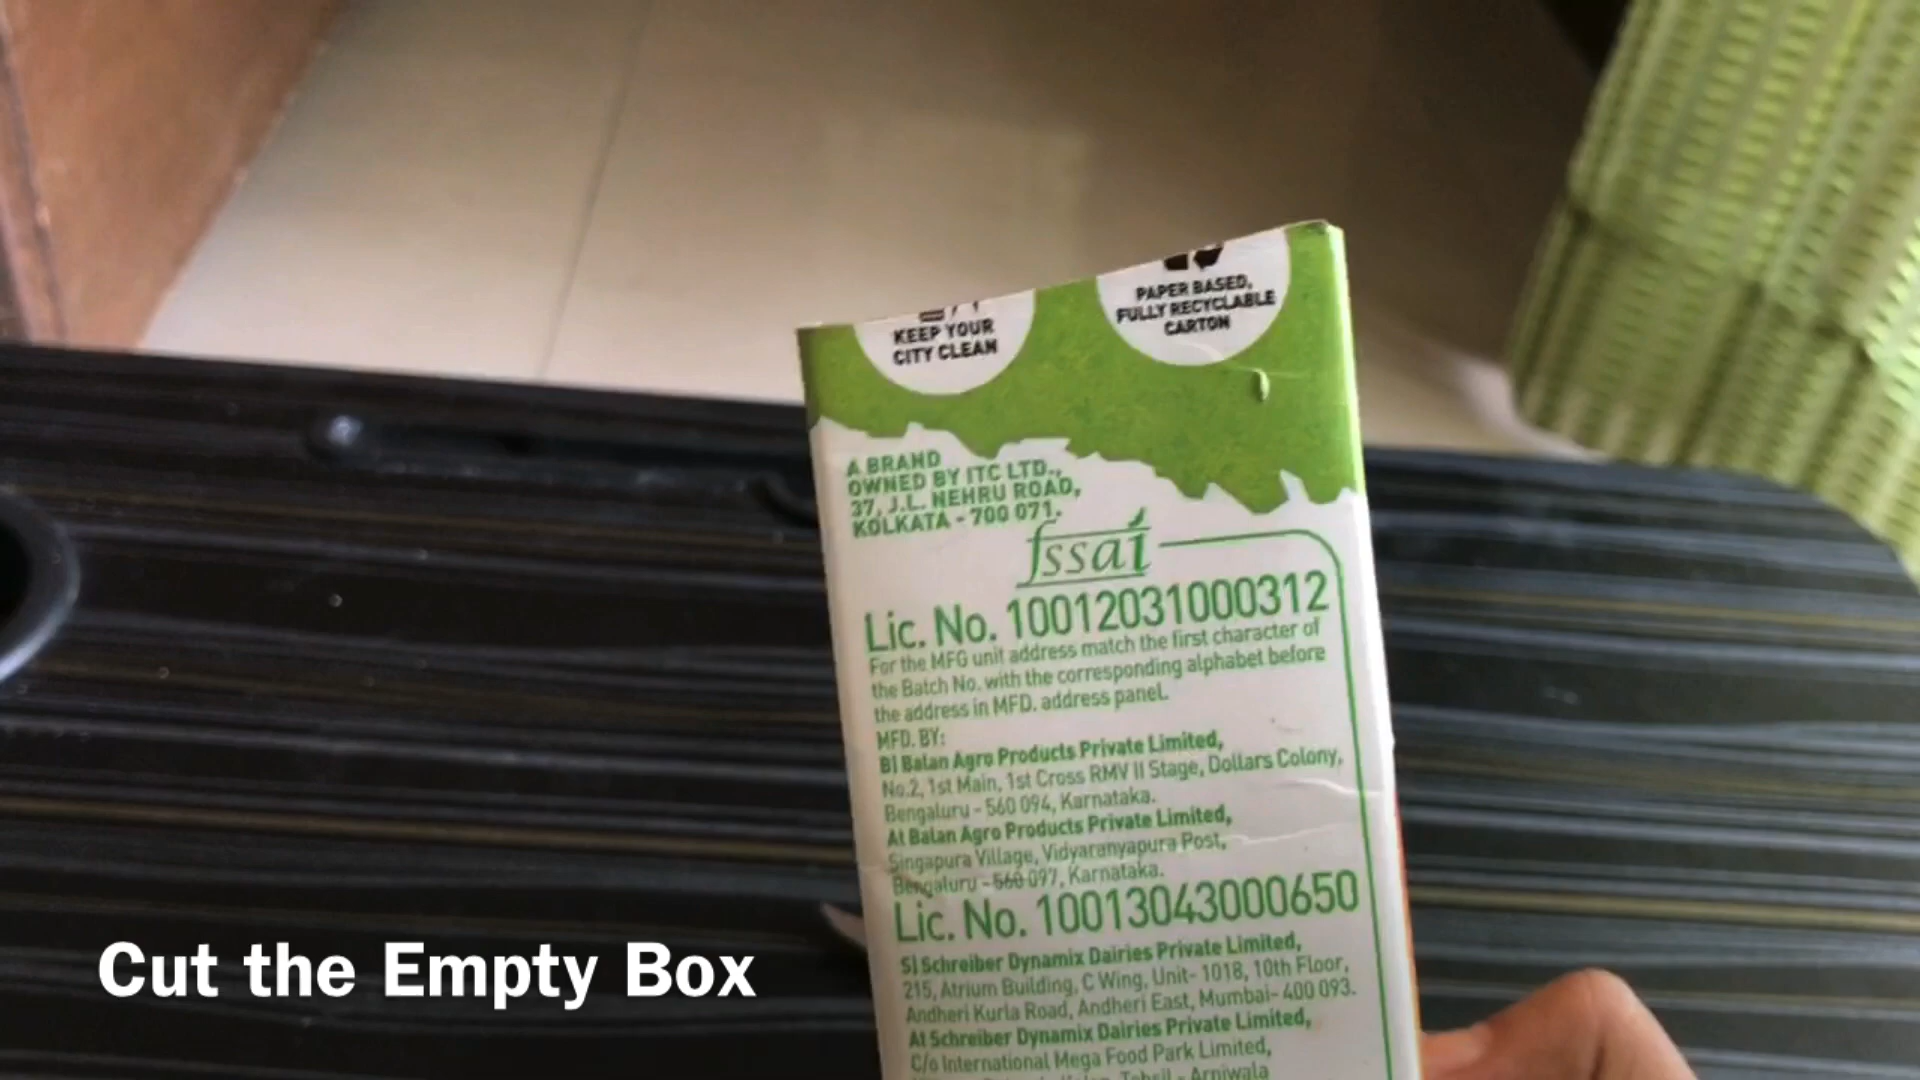 KEEP YOUR
CITY CLEAN
PAPER BASED,
FULLY RECYCLABLE
CARTON
A BRAND
OWNED BY ITC LTD.,
37, J.L. NEHRU ROAD,
KOLKATA - 700 071.
fssai
Lic. No. 10012031000312
For the MFG unit address match the first character of
the Batch No. with the corresponding alphabet before
the address in MFD. address panel.
MFD. BY:
B) Balan Agro Products Private Limited,
No.2, 1st Main, 1st Cross RMV II Stage, Dollars Colony,
Bengaluru - 560 094, Karnataka.
At Balan Agro Products Private Limited,
Singapura Village, Vidyaranyapura Post,
Bengaluru - 560 097, Karnataka.
Lic. No. 10013043000650
S) Schreiber Dynamix Dairies Private Limited,
215, Atrium Building, C Wing, Unit- 1018, 10th Floor,
Andheri Kurla Road, Andheri East, Mumbai- 400 093.
At Schreiber Dynamix Dairies Private Limited,
C/o International Mega Food Park Limited,
Tehsil - Arniwala
Cut the Empty Box